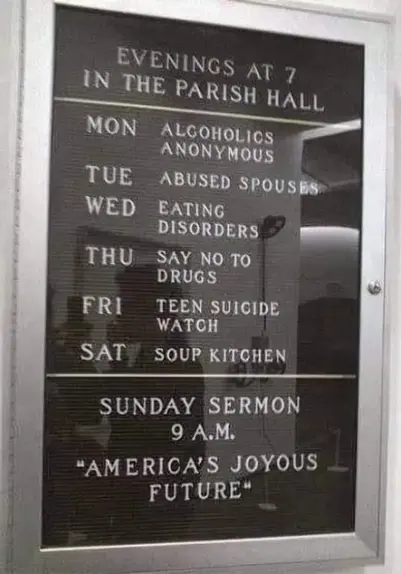 EVENINGS AT 7
IN THE PARISH HALL
MON ALCOHOLICS
ANONYMOUS
TUE ABUSED SPOUSES
WED EATING
DISORDERS
THU SAY NO TO
DRUGS
FRI TEEN SUICIDE
WATCH
SAT SOUP KITCHEN
SUNDAY SERMON
9 A.M.
"AMERICA'S JOYOUS
FUTURE"